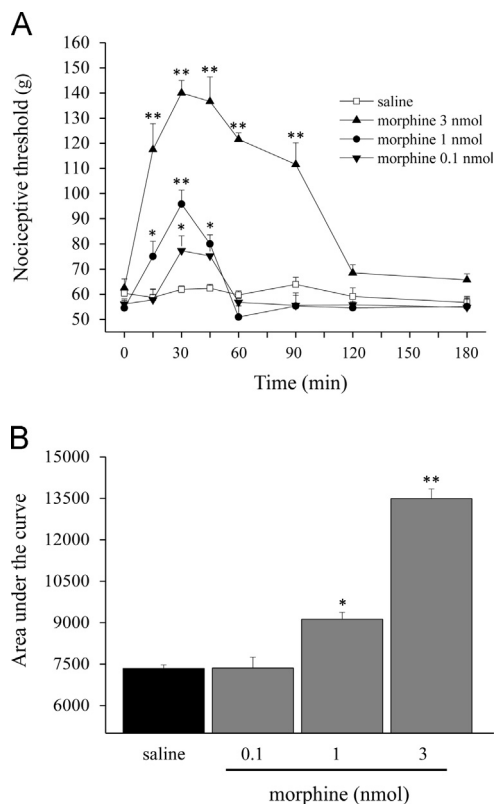 A
160
150
140
130
120
110
100
90
80
70
60
50
Nociceptive threshold (g)
** ** ** ** **
** * * * *
saline
morphine 3 nmol
morphine 1 nmol
morphine 0.1 nmol
0 30 60 90 120 180
Time (min)
B
15000
13500
12000
10500
9000
7500
6000
Area under the curve
*
**
saline 0.1 1 3
morphine (nmol)